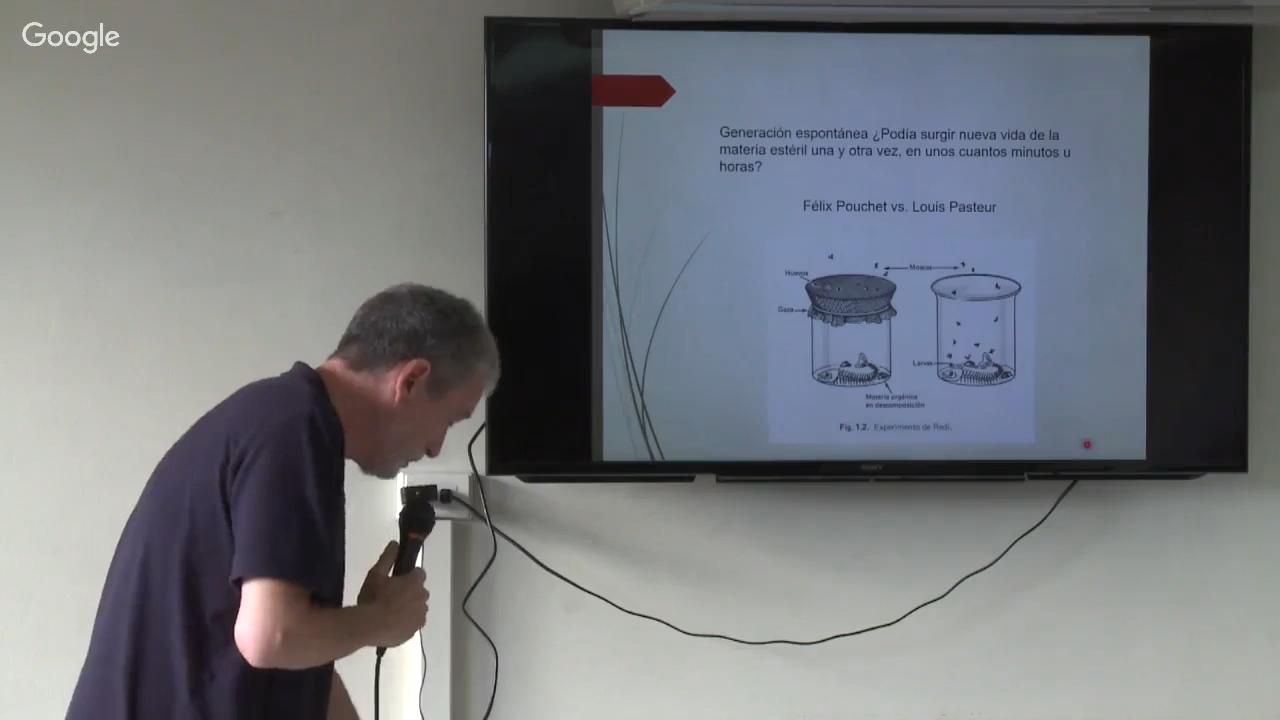 Google
Generación espontánea ¿Podía surgir nueva vida de la
materia estéril una y otra vez, en unos cuantos minutos u
horas?
Félix Pouchet vs. Louis Pasteur
Huevos
Moscas
Gasa
Larvas
Materia orgánica
en descomposición
Fig. 1.2. Experimento de Redi.
SONY